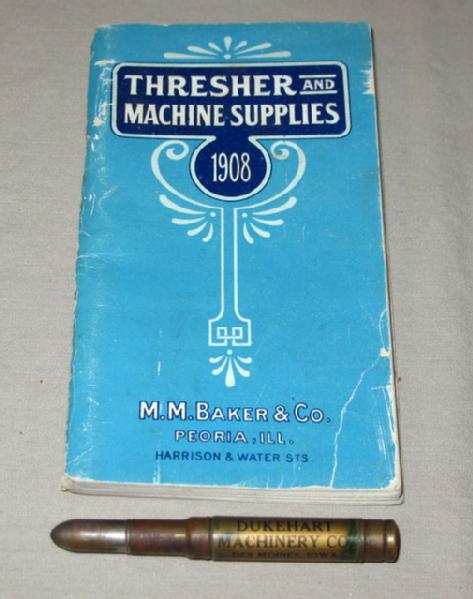 THRESHER AND
MACHINE SUPPLIES
1908
M.M. BAKER & CO.
PEORIA, ILL.
HARRISON & WATER STS.
DUKEHART
MACHINERY CO
DES MOINES, IOWA